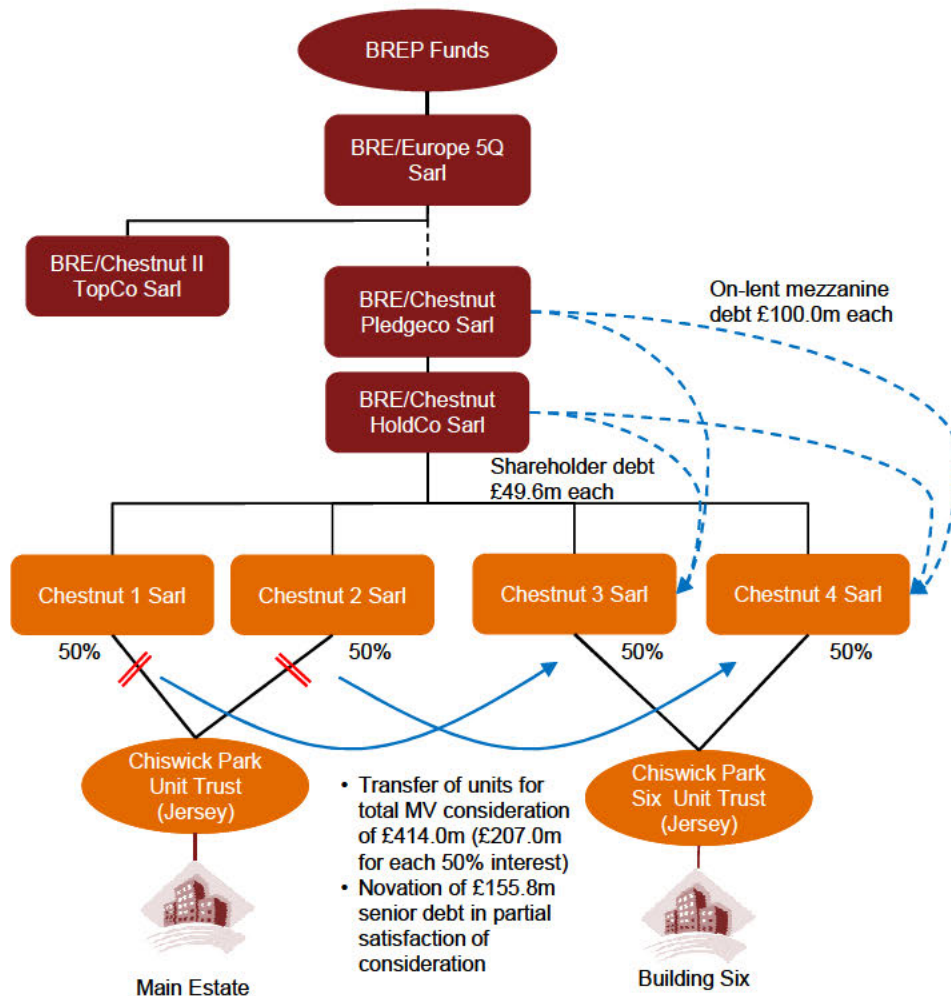 BREP Funds
BRE/Europe 5Q
Sarl
BRE/Chestnut II
TopCo Sarl
BRE/Chestnut
Pledgeco Sarl
On-lent mezzanine
debt £100.0m each
BRE/Chestnut
HoldCo Sarl
Shareholder debt
£49.6m each
Chestnut 1 Sarl
Chestnut 2 Sarl
Chestnut 3 Sarl
Chestnut 4 Sarl
50%
50%
50%
50%
Chiswick Park
Unit Trust
(Jersey)
• Transfer of units for
total MV consideration
of £414.0m (£207.0m
for each 50% interest)
• Novation of £155.8m
senior debt in partial
satisfaction of
consideration
Chiswick Park
Six Unit Trust
(Jersey)
Main Estate
Building Six